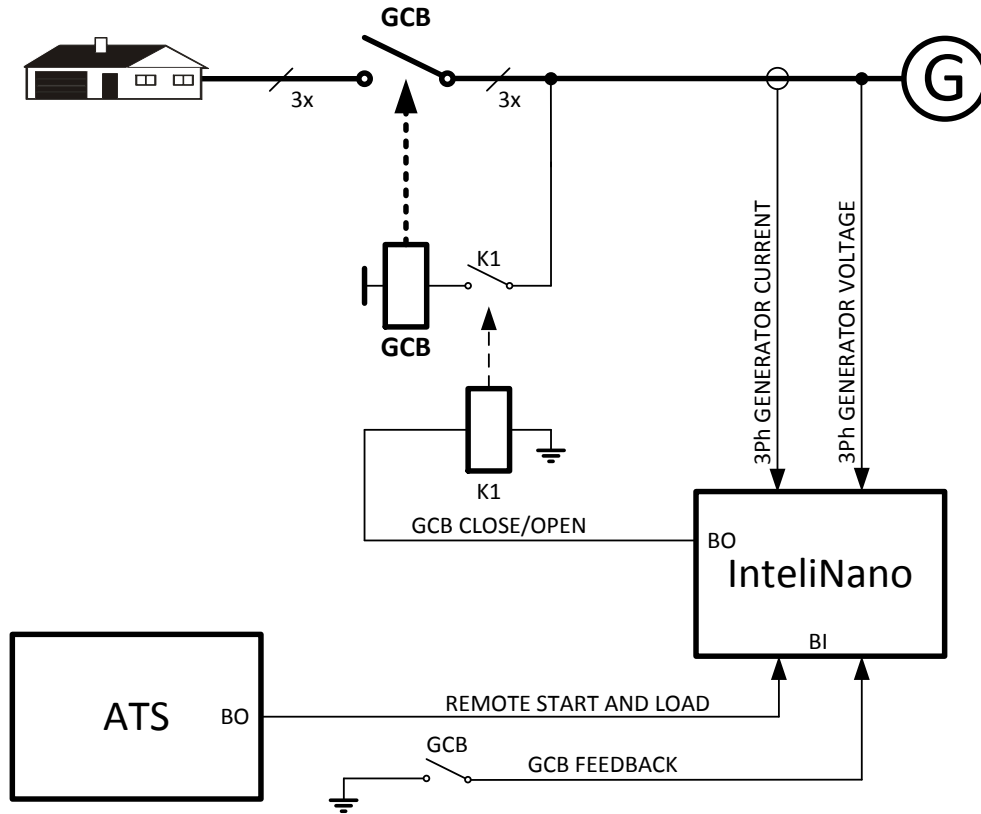 GCB
3x
3x
G
K1
GCB
3Ph GENERATOR CURRENT
3Ph GENERATOR VOLTAGE
K1
GCB CLOSE/OPEN
BO
InteliNano
BI
ATS
BO
REMOTE START AND LOAD
GCB
GCB FEEDBACK